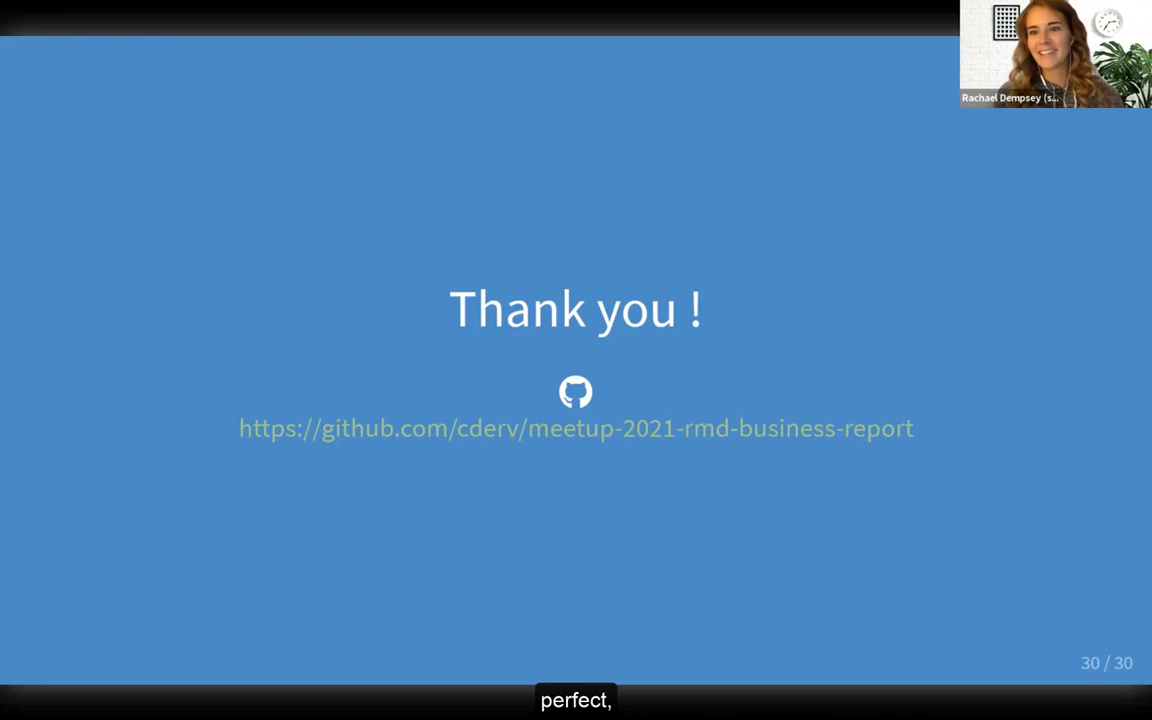 Rachael Dempsey (s...
Thank you !
https://github.com/cderv/meetup-2021-rmd-business-report
30 / 30
perfect,